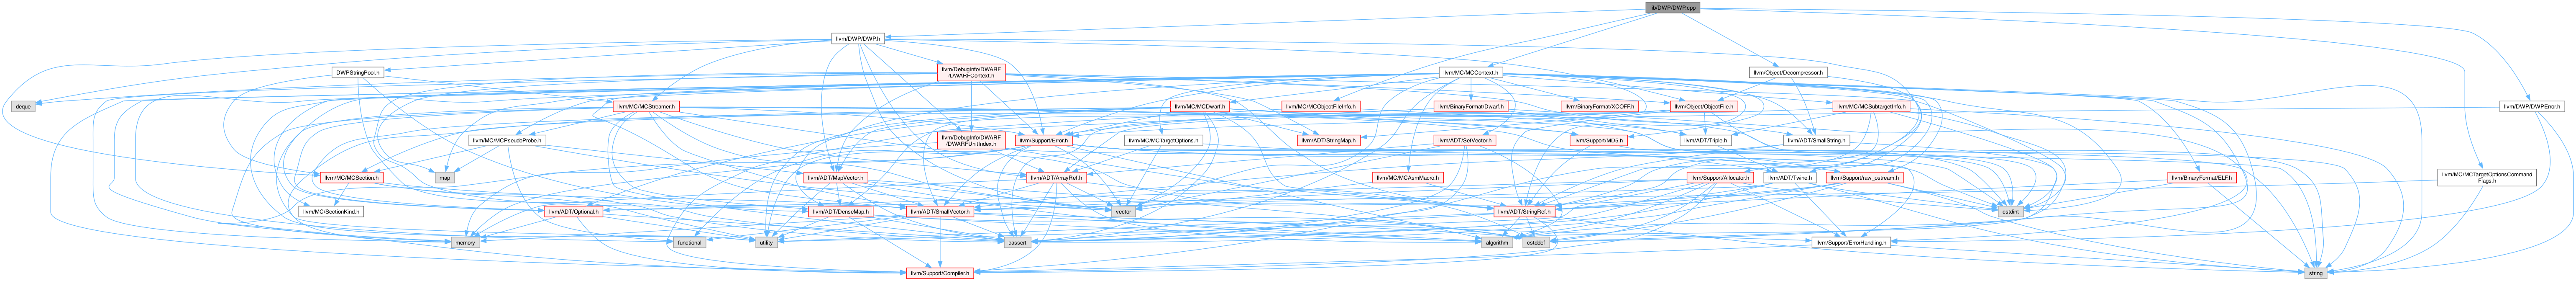 lib/DWP/DWP.cpp
llvm/DWP/DWP.h
DWPStringPool.h
llvm/DebugInfo/DWARF
/DWARFContext.h
llvm/MC/MCContext.h
llvm/Object/Decompressor.h
deque
llvm/MC/MCStreamer.h
llvm/MC/MCDwarf.h
llvm/MC/MCObjectFileInfo.h
llvm/BinaryFormat/Dwarf.h
llvm/BinaryFormat/XCOFF.h
llvm/Object/ObjectFile.h
llvm/MC/MCSubtargetInfo.h
llvm/DWP/DWPError.h
llvm/MC/MCPseudoProbe.h
llvm/DebugInfo/DWARF
/DWARFUnitIndex.h
llvm/Support/Error.h
llvm/MC/MCTargetOptions.h
llvm/ADT/StringMap.h
llvm/ADT/SetVector.h
llvm/Support/MD5.h
llvm/ADT/Triple.h
llvm/ADT/SmallString.h
map
llvm/MC/MCSection.h
llvm/ADT/MapVector.h
llvm/ADT/ArrayRef.h
llvm/MC/MCAsmMacro.h
llvm/Support/Allocator.h
llvm/Support/raw_ostream.h
llvm/ADT/Twine.h
llvm/BinaryFormat/ELF.h
llvm/MC/MCTargetOptionsCommand
Flags.h
llvm/MC/SectionKind.h
llvm/ADT/Optional.h
llvm/ADT/DenseMap.h
llvm/ADT/SmallVector.h
vector
llvm/ADT/StringRef.h
cstdint
memory
functional
utility
cassert
algorithm
cstddef
llvm/Support/ErrorHandling.h
llvm/Support/Compiler.h
string